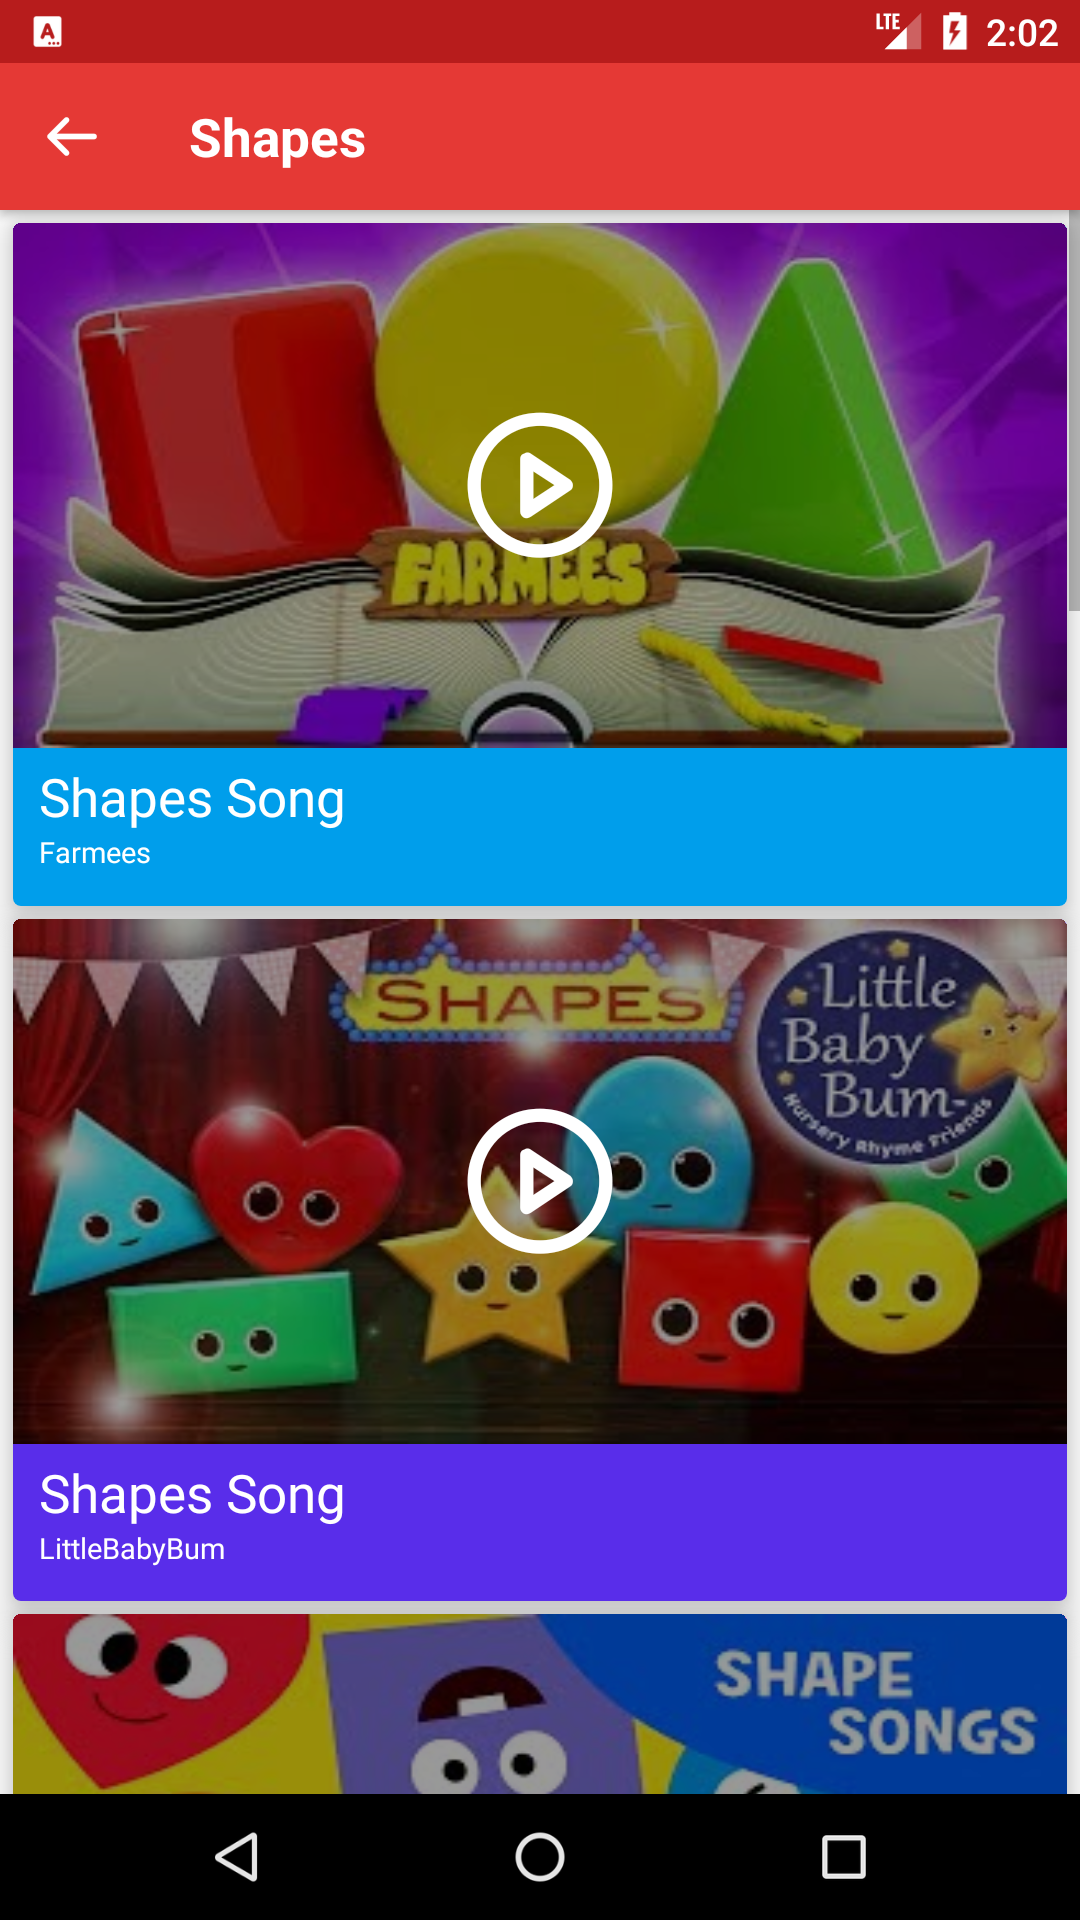 LTE 2:02
Shapes
FARMEES
Shapes Song
Farmees
SHAPES
Little
Baby
Bum
Nursery Rhyme Friends
Shapes Song
LittleBabyBum
SHAPE
SONGS